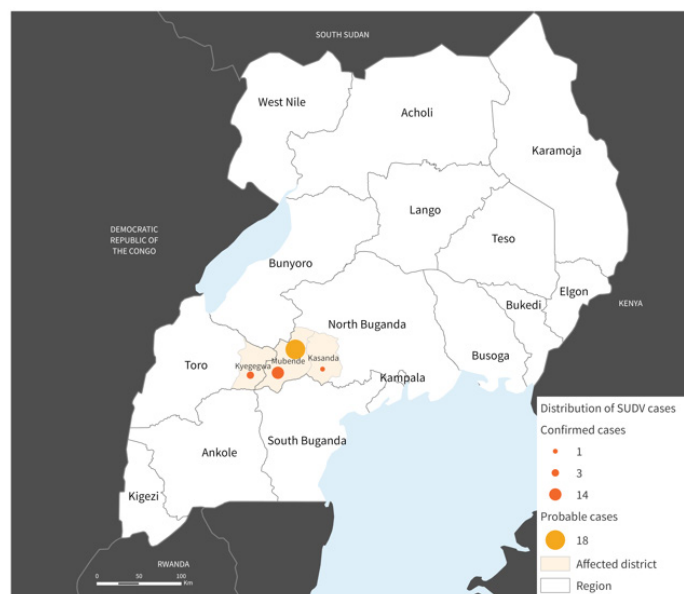 SOUTH SUDAN
West Nile
Acholi
Karamoja
Lango
DEMOCRATIC
REPUBLIC OF
THE CONGO
Teso
Bunyoro
Elgon
Bukedi
KENYA
North Buganda
Toro
Busoga
Kyegegwa
Mubende
Kasanda
Kampala
South Buganda
Ankole
Kigezi
RWANDA
0 50 100
Km
Distribution of SUDV cases
Confirmed cases
1
3
14
Probable cases
18
Affected district
Region